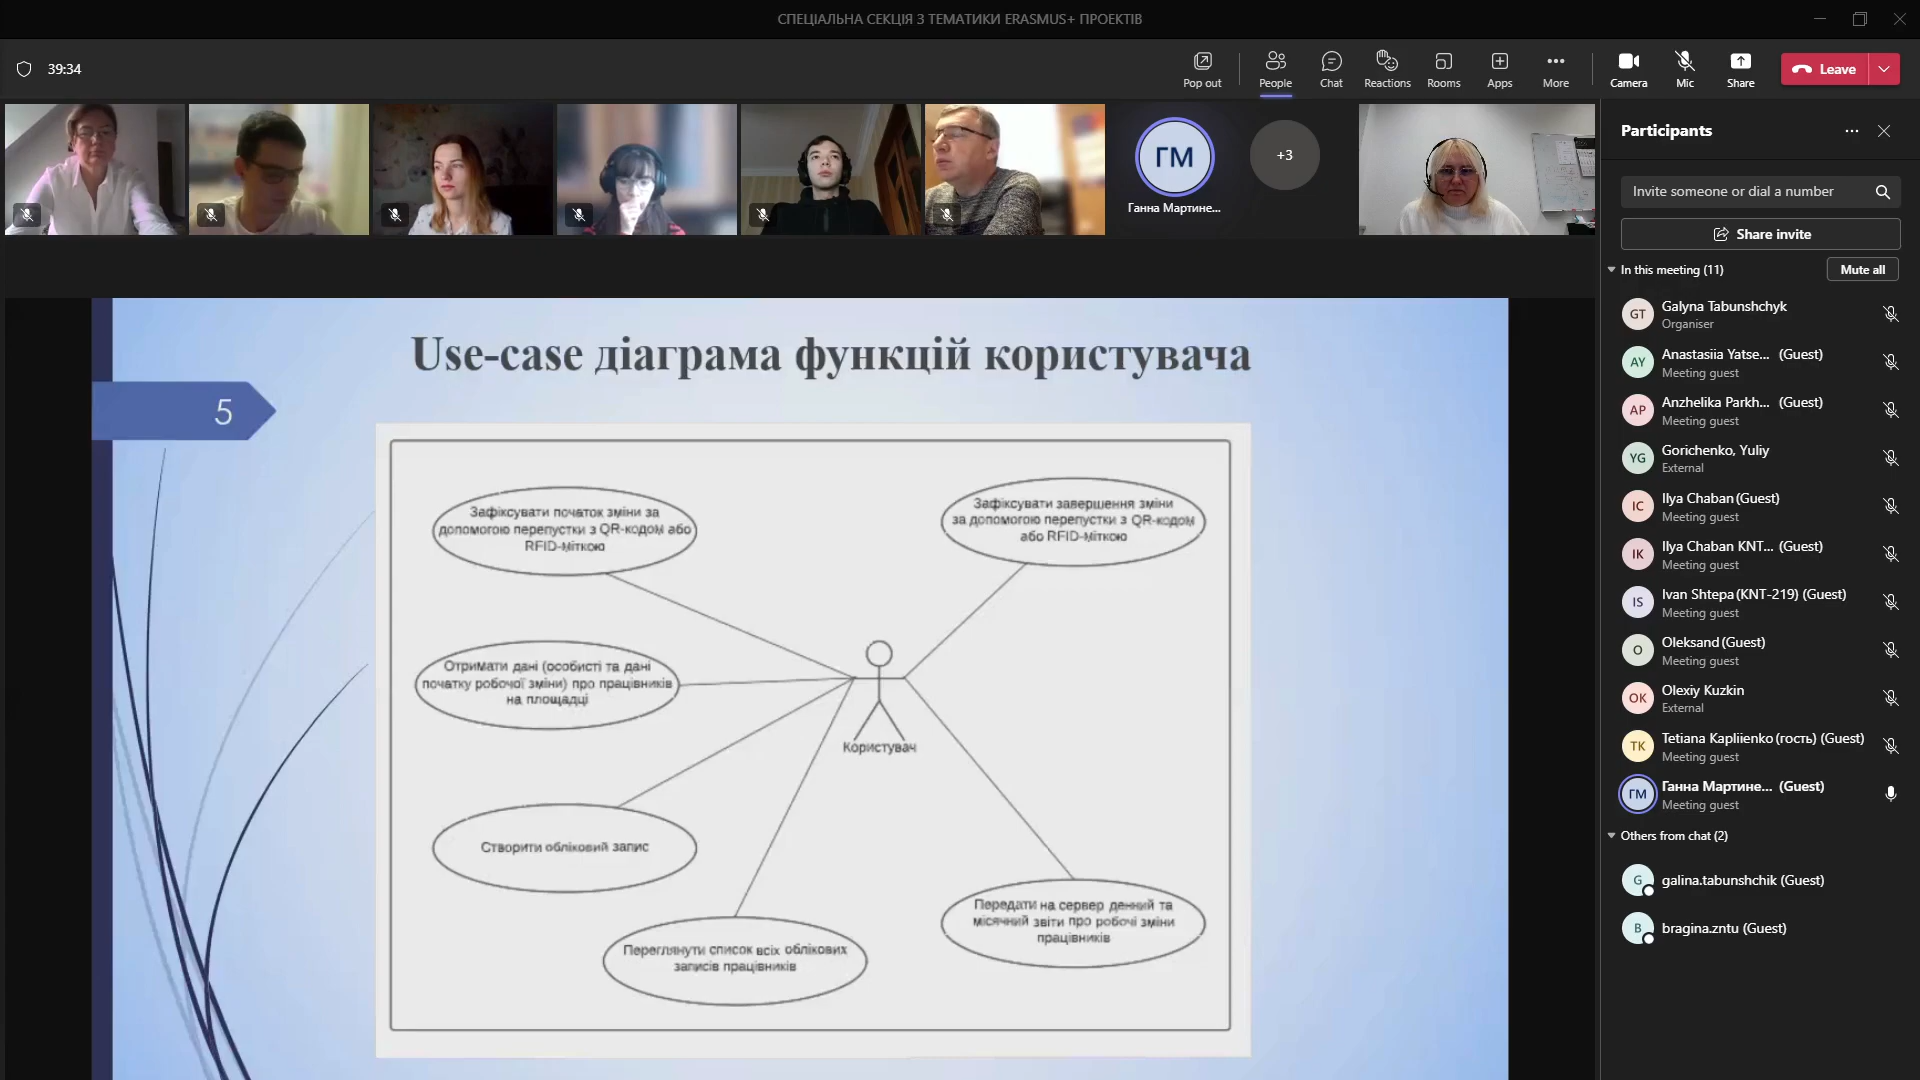 СПЕЦІАЛЬНА СЕКЦІЯ З ТЕМАТИКИ ERASMUS+ ПРОЕКТІВ
39:34
Pop out
People
Chat
Reactions
Rooms
Apps
More
Camera
Mic
Share
Leave
ГМ
Ганна Мартине...
+3
Use-case діаграма функцій користувача
5
Зафіксувати початок зміни за
допомогою перепустки з QR-кодом або
RFID-міткою
Зафіксувати завершення зміни
за допомогою перепустки з QR-кодом
або RFID-міткою
Отримати дані (особисті та дані
початку робочої зміни) про працівників
на площадці
Користувач
Створити обліковий запис
Переглянути список всіх облікових
записів працівників
Передати на сервер денний та
місячний звіти про робочі зміни
працівників
Participants
Invite someone or dial a number
Share invite
In this meeting (11)
Mute all
GT
Galyna Tabunshchyk
Organiser
AY
Anastasiia Yatse... (Guest)
Meeting guest
AP
Anzhelika Parkh... (Guest)
Meeting guest
YG
Gorichenko, Yuliy
External
IC
Ilya Chaban (Guest)
Meeting guest
IK
Ilya Chaban KNT... (Guest)
Meeting guest
IS
Ivan Shtepa(KNT-219) (Guest)
Meeting guest
O
Oleksand (Guest)
Meeting guest
OK
Olexiy Kuzkin
External
TK
Tetiana Kapliienko (гость) (Guest)
Meeting guest
ГМ
Ганна Мартине... (Guest)
Meeting guest
Others from chat (2)
G
galina.tabunshchik (Guest)
B
bragina.zntu (Guest)